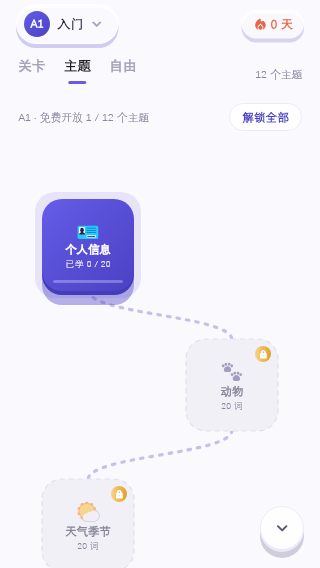 A1 入门
0 天
关卡 主题 自由
12 个主题
A1 · 免费开放 1 / 12 个主题
解锁全部
个人信息
已学 0 / 20
动物
20 词
天气季节
20 词